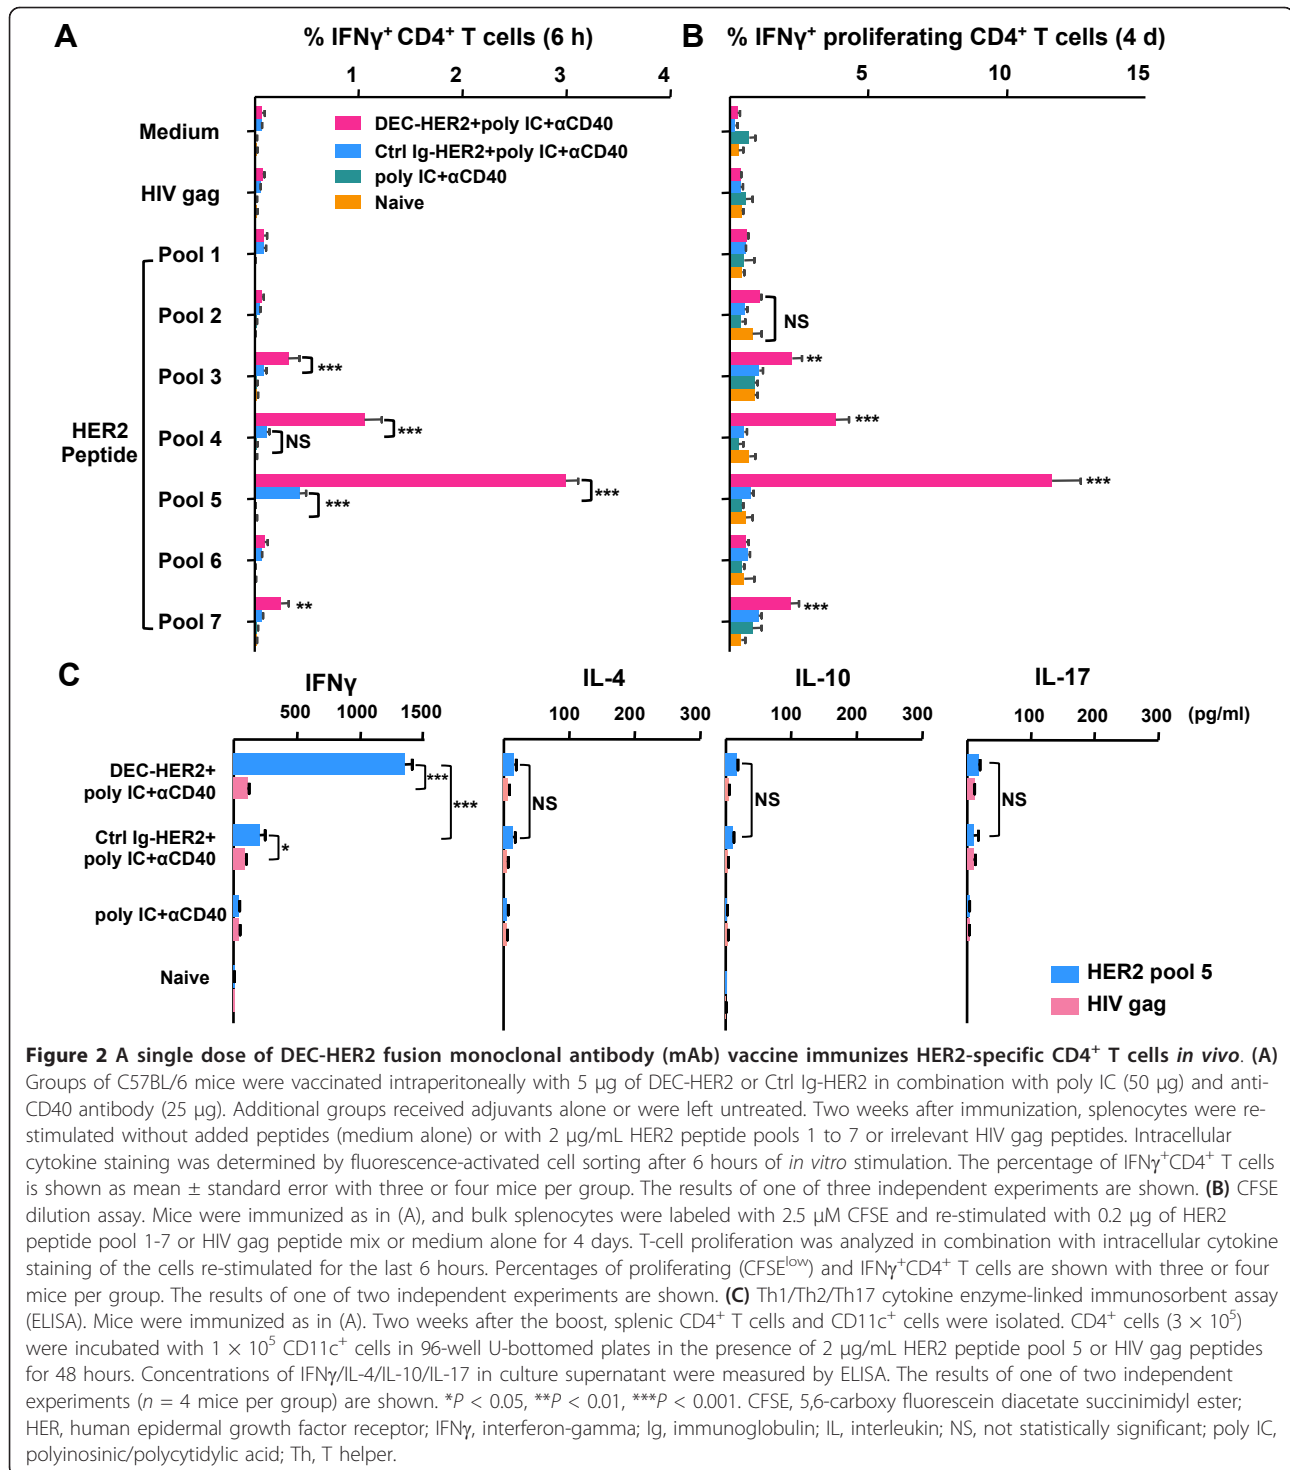 A
% IFNγ⁺ CD4⁺ T cells (6 h)
1 2 3 4
Medium
HIV gag
Pool 1
Pool 2
Pool 3
Pool 4
Pool 5
Pool 6
Pool 7
HER2
Peptide
DEC-HER2+poly IC+αCD40
Ctrl Ig-HER2+poly IC+αCD40
poly IC+αCD40
Naive
***
***
NS
***
***
**
B
% IFNγ⁺ proliferating CD4⁺ T cells (4 d)
5 10 15
NS
**
***
***
***
C
IFNγ
500 1000 1500
DEC-HER2+
poly IC+αCD40
Ctrl Ig-HER2+
poly IC+αCD40
poly IC+αCD40
Naive
***
***
*
IL-4
100 200 300
NS
IL-10
100 200 300
NS
IL-17
100 200 300 (pg/ml)
NS
HER2 pool 5
HIV gag
Figure 2 A single dose of DEC-HER2 fusion monoclonal antibody (mAb) vaccine immunizes HER2-specific CD4⁺ T cells in vivo. (A)
Groups of C57BL/6 mice were vaccinated intraperitoneally with 5 μg of DEC-HER2 or Ctrl Ig-HER2 in combination with poly IC (50 μg) and anti-
CD40 antibody (25 μg). Additional groups received adjuvants alone or were left untreated. Two weeks after immunization, splenocytes were re-
stimulated without added peptides (medium alone) or with 2 μg/mL HER2 peptide pools 1 to 7 or irrelevant HIV gag peptides. Intracellular
cytokine staining was determined by fluorescence-activated cell sorting after 6 hours of in vitro stimulation. The percentage of IFNγ⁺CD4⁺ T cells
is shown as mean ± standard error with three or four mice per group. The results of one of three independent experiments are shown. (B) CFSE
dilution assay. Mice were immunized as in (A), and bulk splenocytes were labeled with 2.5 μM CFSE and re-stimulated with 0.2 μg of HER2
peptide pool 1-7 or HIV gag peptide mix or medium alone for 4 days. T-cell proliferation was analyzed in combination with intracellular cytokine
staining of the cells re-stimulated for the last 6 hours. Percentages of proliferating (CFSEˡᵒʷ) and IFNγ⁺CD4⁺ T cells are shown with three or four
mice per group. The results of one of two independent experiments are shown. (C) Th1/Th2/Th17 cytokine enzyme-linked immunosorbent assay
(ELISA). Mice were immunized as in (A). Two weeks after the boost, splenic CD4⁺ T cells and CD11c⁺ cells were isolated. CD4⁺ cells (3 × 10⁵)
were incubated with 1 × 10⁵ CD11c⁺ cells in 96-well U-bottomed plates in the presence of 2 μg/mL HER2 peptide pool 5 or HIV gag peptides
for 48 hours. Concentrations of IFNγ/IL-4/IL-10/IL-17 in culture supernatant were measured by ELISA. The results of one of two independent
experiments (n = 4 mice per group) are shown. *P < 0.05, **P < 0.01, ***P < 0.001. CFSE, 5,6-carboxy fluorescein diacetate succinimidyl ester;
HER, human epidermal growth factor receptor; IFNγ, interferon-gamma; Ig, immunoglobulin; IL, interleukin; NS, not statistically significant; poly IC,
polyinosinic/polycytidylic acid; Th, T helper.